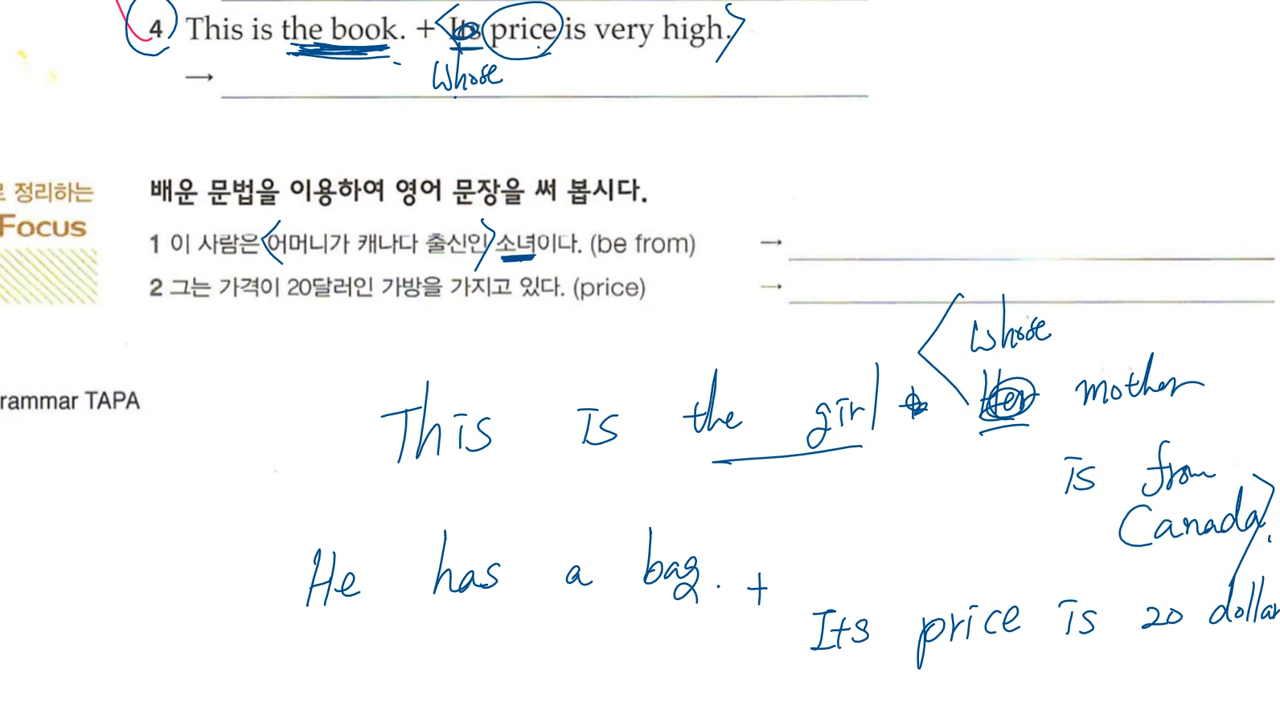 4 This is the book. + <Its price is very high.>
whose
→
배운 문법을 이용하여 영어 문장을 써 봅시다.
로 정리하는
Focus
1 이 사람은 <어머니가 캐나다 출신인> 소녀이다. (be from) →
2 그는 가격이 20달러인 가방을 가지고 있다. (price) →
whose
rammar TAPA
This is the girl + Her mother
is from
Canada.
He has a bag. +
Its price is 20 dollar